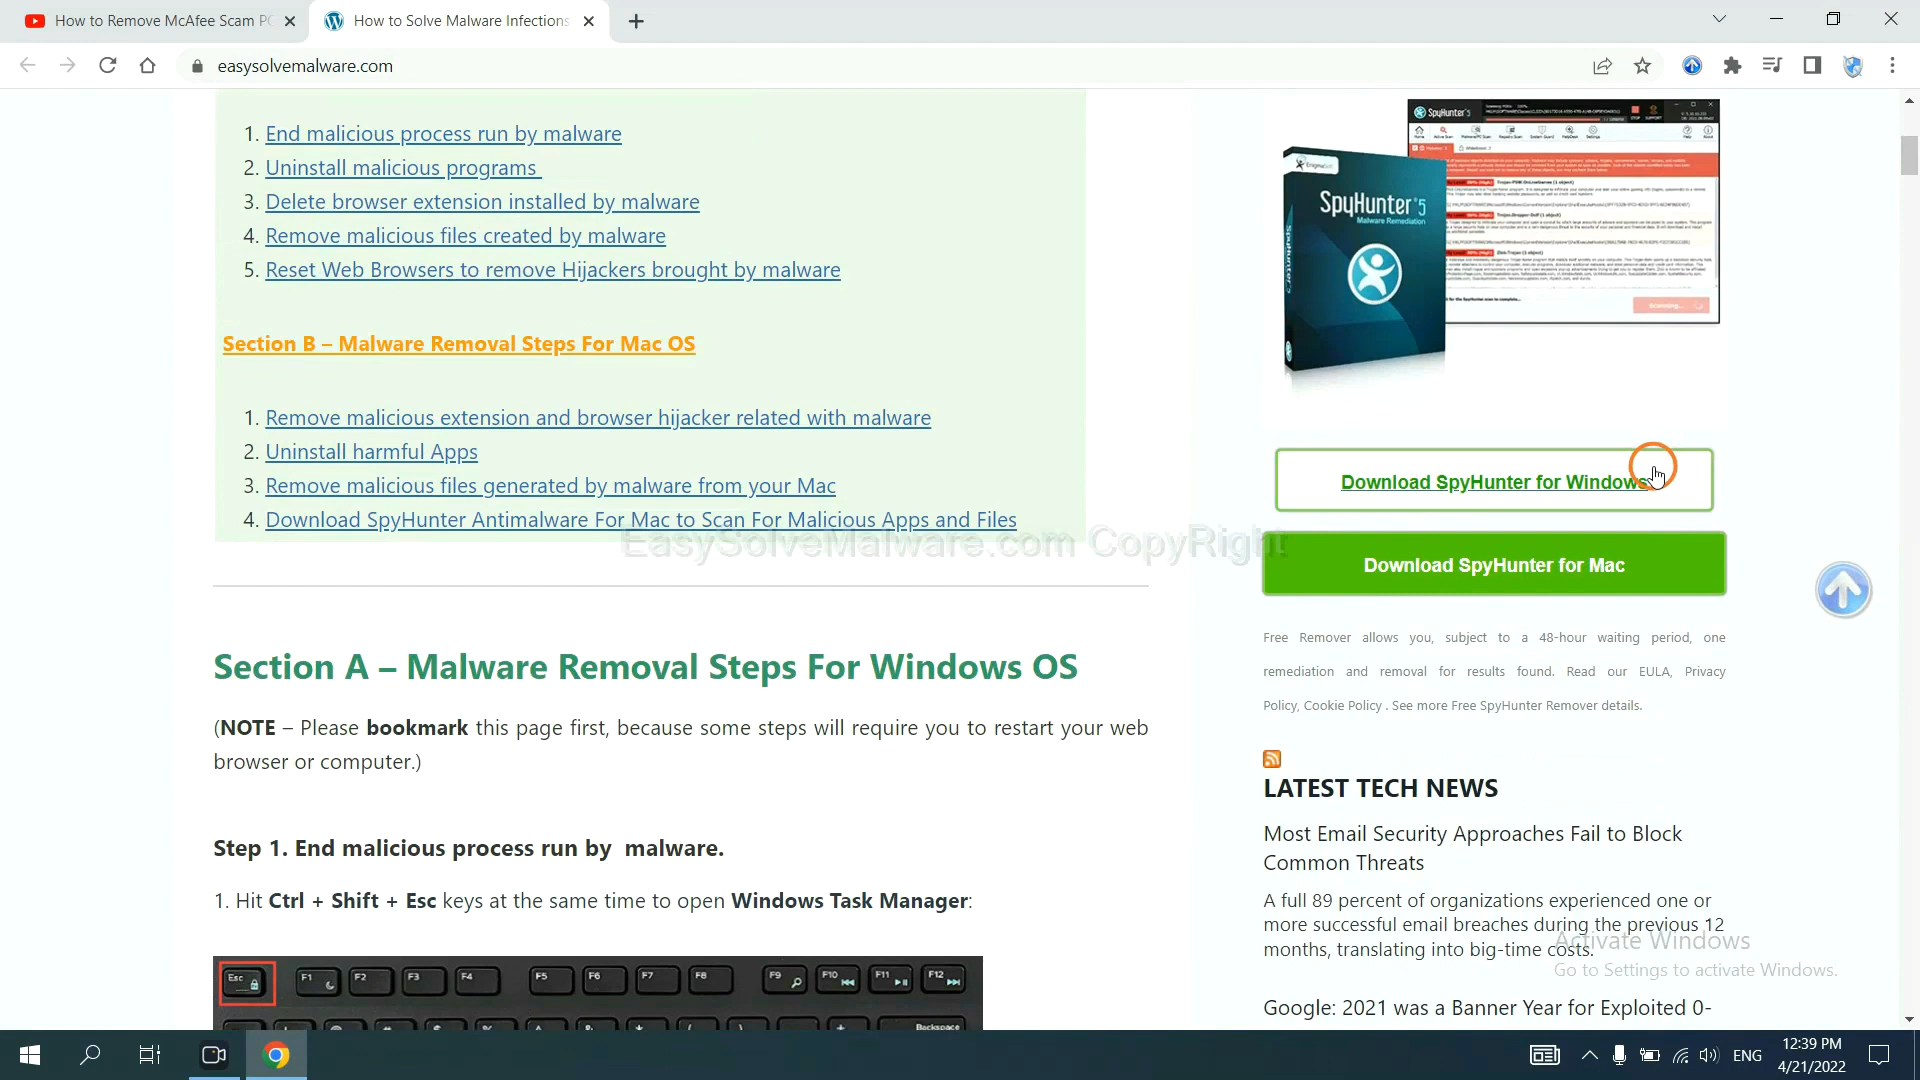 How to Remove McAfee Scam PC
How to Solve Malware Infections
easysolvemalware.com
1. End malicious process run by malware
2. Uninstall malicious programs
3. Delete browser extension installed by malware
4. Remove malicious files created by malware
5. Reset Web Browsers to remove Hijackers brought by malware
Section B – Malware Removal Steps For Mac OS
1. Remove malicious extension and browser hijacker related with malware
2. Uninstall harmful Apps
3. Remove malicious files generated by malware from your Mac
4. Download SpyHunter Antimalware For Mac to Scan For Malicious Apps and Files
EasySolveMalware.com CopyRight
Section A – Malware Removal Steps For Windows OS
(NOTE – Please bookmark this page first, because some steps will require you to restart your web
browser or computer.)
Step 1. End malicious process run by malware.
1. Hit Ctrl + Shift + Esc keys at the same time to open Windows Task Manager:
Esc F1 F2 F3 F4 F5 F6 F7 F8 F9 F10 F11 F12
Backspace
SpyHunter 5
EnigmaSoft
SpyHunter 5
Malware Remediation
SpyHunter 5
Scanning...
Download SpyHunter for Windows
Download SpyHunter for Mac
Free Remover allows you, subject to a 48-hour waiting period, one
remediation and removal for results found. Read our EULA, Privacy
Policy, Cookie Policy . See more Free SpyHunter Remover details.
LATEST TECH NEWS
Most Email Security Approaches Fail to Block
Common Threats
A full 89 percent of organizations experienced one or
more successful email breaches during the previous 12
months, translating into big-time costs.
Google: 2021 was a Banner Year for Exploited 0-
Activate Windows
Go to Settings to activate Windows.
ENG
12:39 PM
4/21/2022